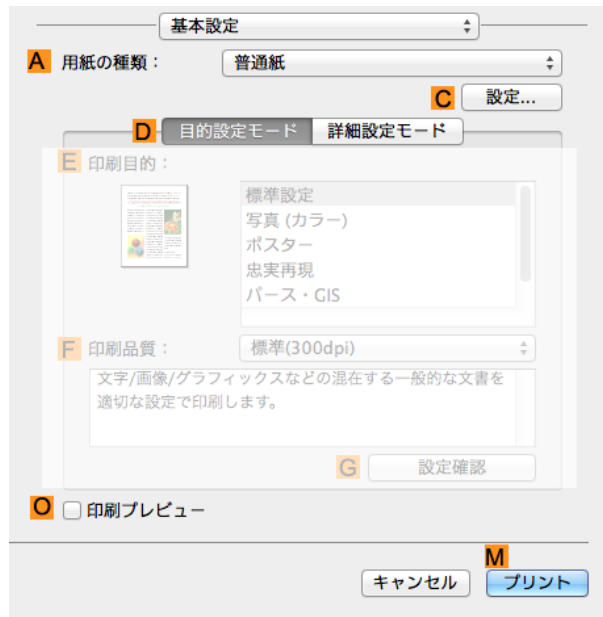 基本設定
A 用紙の種類： 普通紙
C 設定...
D 目的設定モード 詳細設定モード
E 印刷目的：
標準設定
写真 (カラー)
ポスター
忠実再現
パース・GIS
F 印刷品質： 標準(300dpi)
文字/画像/グラフィックスなどの混在する一般的な文書を
適切な設定で印刷します。
G 設定確認
O 印刷プレビュー
M
キャンセル プリント